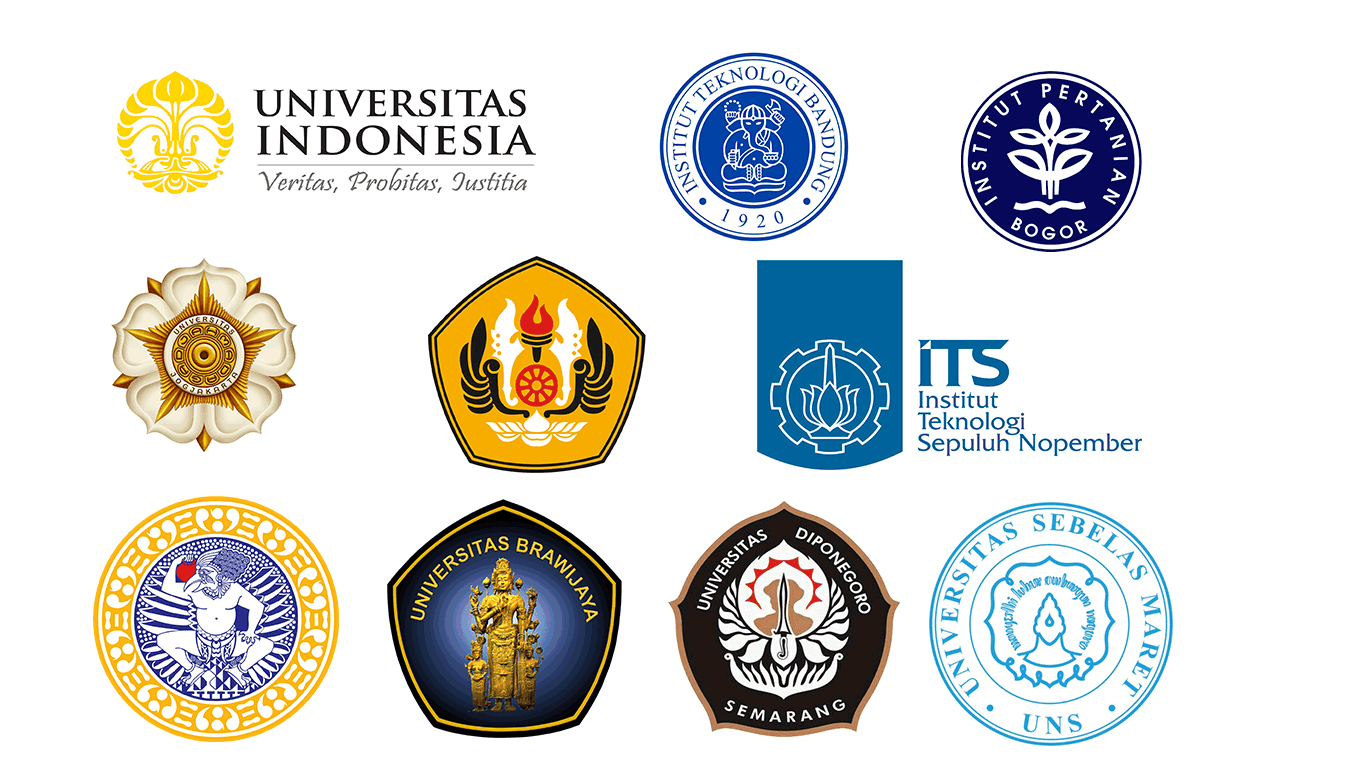 UNIVERSITAS
INDONESIA
Veritas, Probitas, Iustitia
INSTITUT TEKNOLOGI BANDUNG
1920
INSTITUT PERTANIAN
BOGOR
UNIVERSITAS
JOGJAKARTA
ITS
Institut
Teknologi
Sepuluh Nopember
UNIVERSITAS BRAWIJAYA
UNIVERSITAS DIPONEGORO
SEMARANG
UNIVERSITAS SEBELAS MARET
UNS